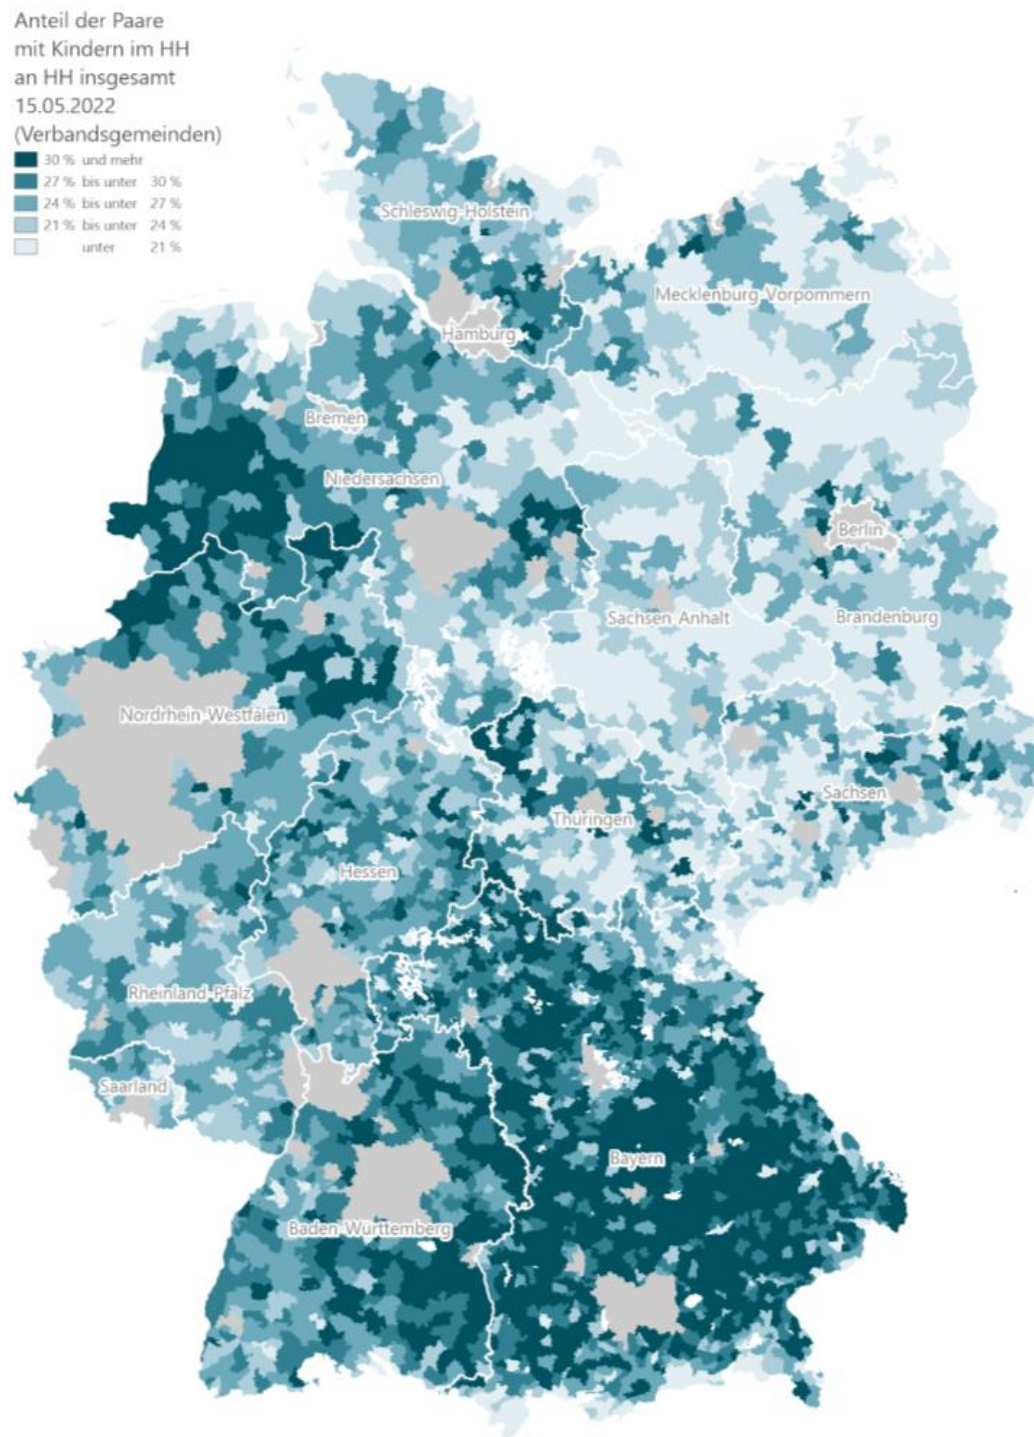 Anteil der Paare
mit Kindern im HH
an HH insgesamt
15.05.2022
(Verbandsgemeinden)
30 % und mehr
27 % bis unter 30 %
24 % bis unter 27 %
21 % bis unter 24 %
unter 21 %
Schleswig-Holstein
Mecklenburg-Vorpommern
Hamburg
Bremen
Niedersachsen
Berlin
Sachsen-Anhalt
Brandenburg
Nordrhein-Westfalen
Sachsen
Thüringen
Hessen
Rheinland-Pfalz
Saarland
Bayern
Baden-Württemberg